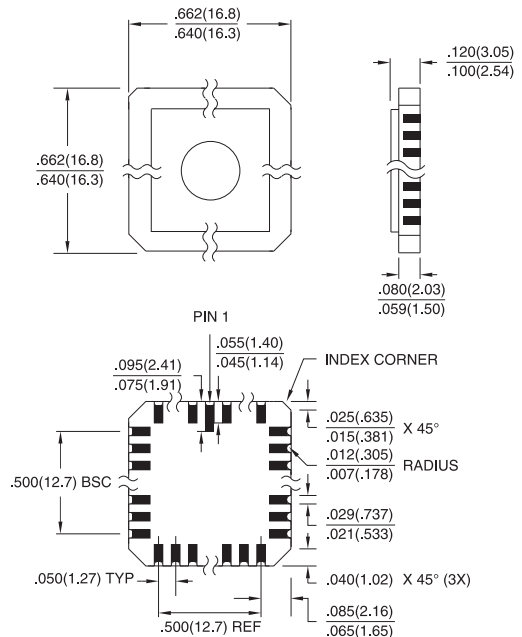 .662(16.8)
.640(16.3)
.120(3.05)
.100(2.54)
.662(16.8)
.640(16.3)
.080(2.03)
.059(1.50)
PIN 1
.055(1.40)
.045(1.14)
.095(2.41)
.075(1.91)
INDEX CORNER
.025(.635)
.015(.381) X 45°
.012(.305)
.007(.178) RADIUS
.500(12.7) BSC
.029(.737)
.021(.533)
.050(1.27) TYP
.040(1.02) X 45° (3X)
.085(2.16)
.065(1.65)
.500(12.7) REF